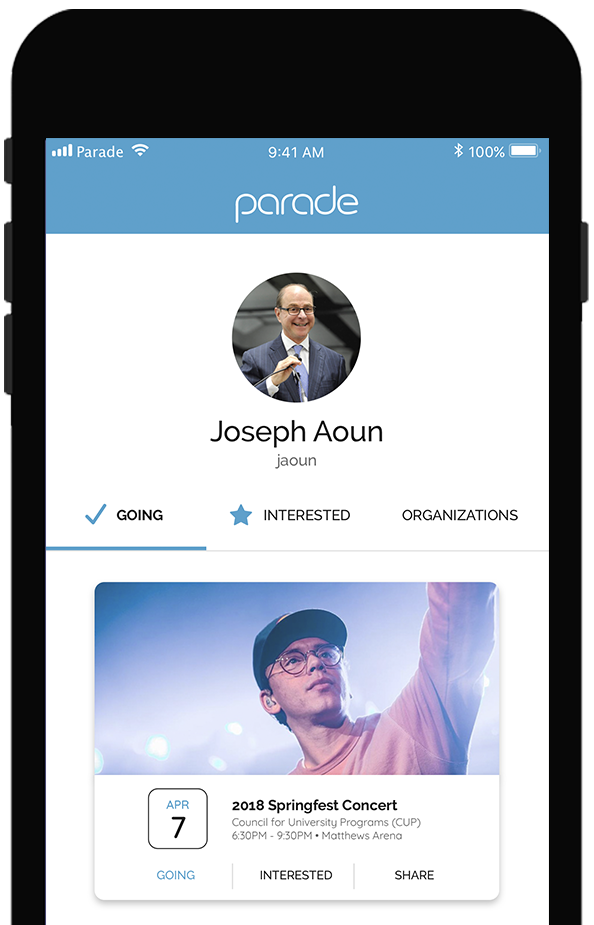 Parade 9:41 AM 100%
parade
Joseph Aoun
jaoun
GOING INTERESTED ORGANIZATIONS
APR
7
2018 Springfest Concert
Council for University Programs (CUP)
6:30PM - 9:30PM • Matthews Arena
GOING INTERESTED SHARE